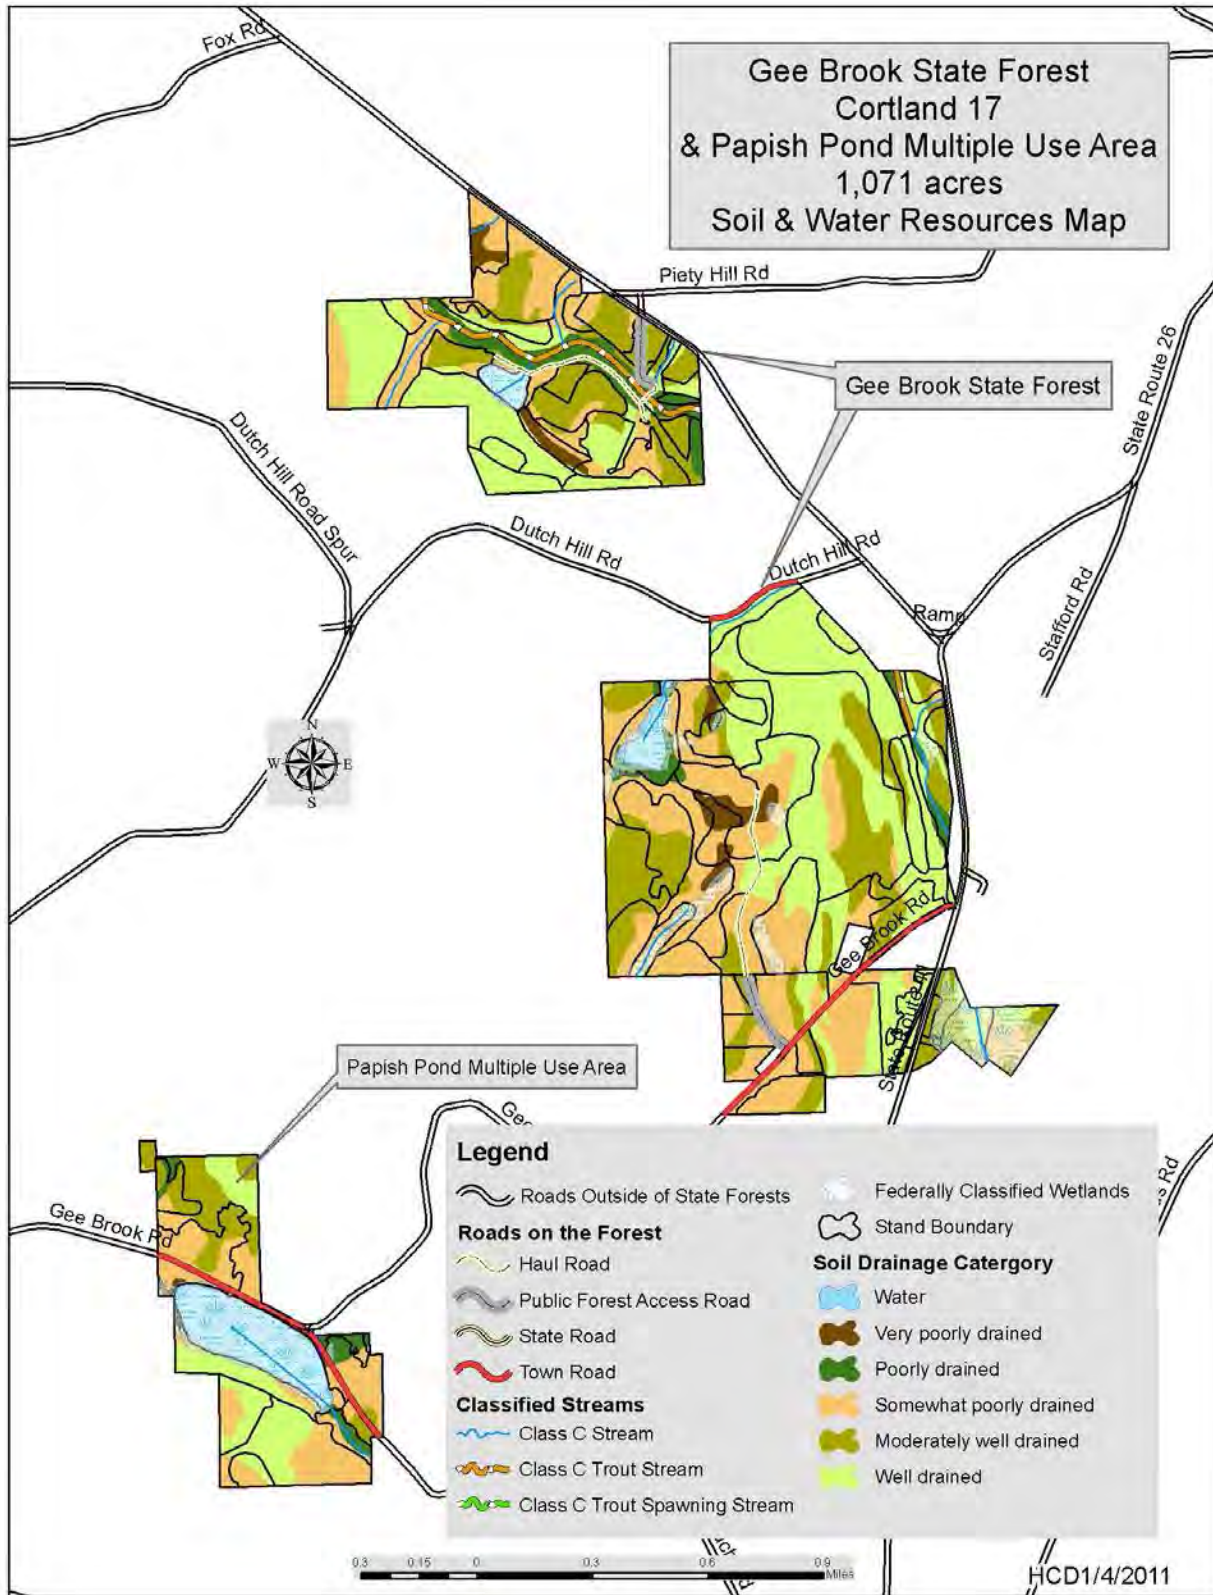 Fox Rd
Gee Brook State Forest
Cortland 17
& Papish Pond Multiple Use Area
1,071 acres
Soil & Water Resources Map
Piety Hill Rd
State Route 26
Gee Brook State Forest
Dutch Hill Road Spur
Dutch Hill Rd
Dutch Hill Rd
Ramp
Stafford Rd
N
W
E
S
Gee Brook Rd
State Route 41
Papish Pond Multiple Use Area
Gee Brook Rd
Legend
Roads Outside of State Forests
Roads on the Forest
Haul Road
Public Forest Access Road
State Road
Town Road
Classified Streams
Class C Stream
Class C Trout Stream
Class C Trout Spawning Stream
Federally Classified Wetlands
Stand Boundary
Soil Drainage Catergory
Water
Very poorly drained
Poorly drained
Somewhat poorly drained
Moderately well drained
Well drained
0.3 0.15 0 0.3 0.6 0.9
Miles
HCD1/4/2011